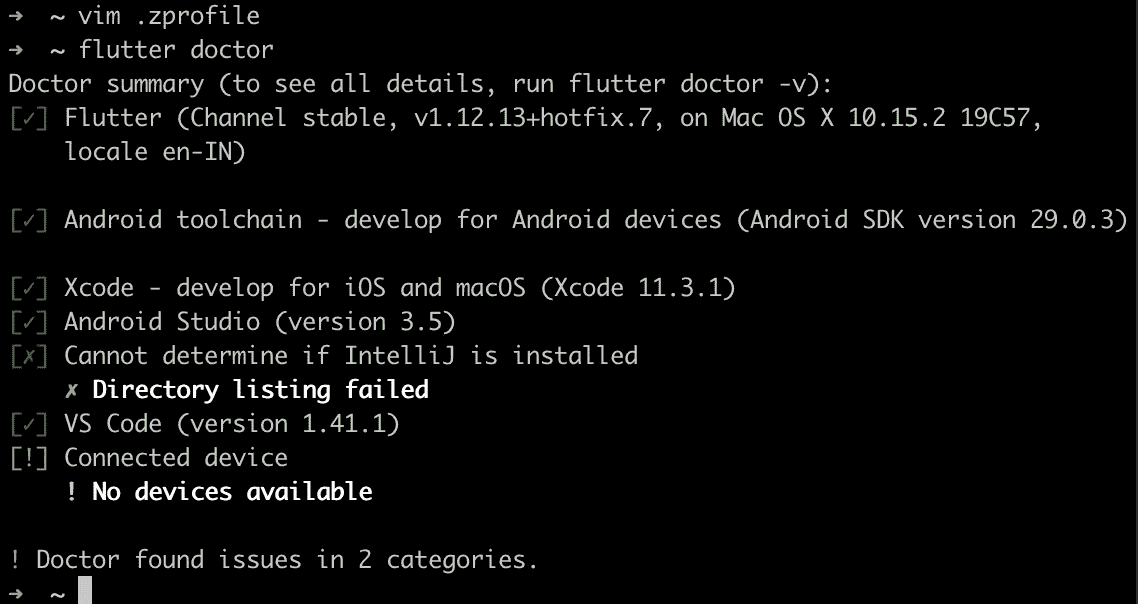 ➜  ~ vim .zprofile
➜  ~ flutter doctor
Doctor summary (to see all details, run flutter doctor -v):
[✓] Flutter (Channel stable, v1.12.13+hotfix.7, on Mac OS X 10.15.2 19C57,
    locale en-IN)

[✓] Android toolchain - develop for Android devices (Android SDK version 29.0.3)

[✓] Xcode - develop for iOS and macOS (Xcode 11.3.1)
[✓] Android Studio (version 3.5)
[✗] Cannot determine if IntelliJ is installed
    ✗ Directory listing failed
[✓] VS Code (version 1.41.1)
[!] Connected device
    ! No devices available

! Doctor found issues in 2 categories.
➜  ~